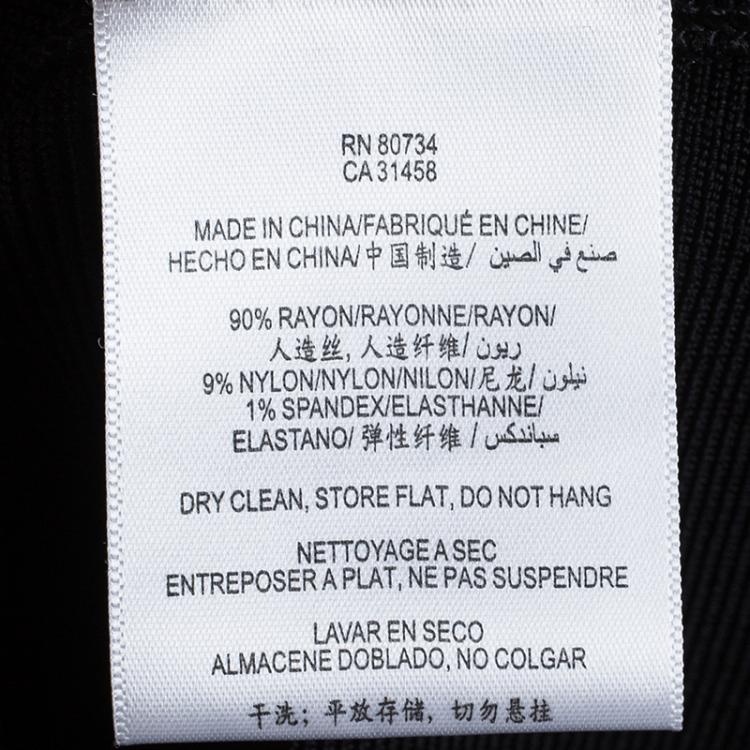 RN 80734
CA 31458
MADE IN CHINA/FABRIQUÉ EN CHINE/
HECHO EN CHINA/中国制造/ صنع في الصين
90% RAYON/RAYONNE/RAYON/
人造丝, 人造纤维/ ريون/
9% NYLON/NYLON/NILON/尼龙/ نيلون/
1% SPANDEX/ELASTHANNE/
ELASTANO/ 弹性纤维 / سباندكس
DRY CLEAN, STORE FLAT, DO NOT HANG
NETTOYAGE A SEC
ENTREPOSER A PLAT, NE PAS SUSPENDRE
LAVAR EN SECO
ALMACENE DOBLADO, NO COLGAR
干洗; 平放存储, 切勿悬挂